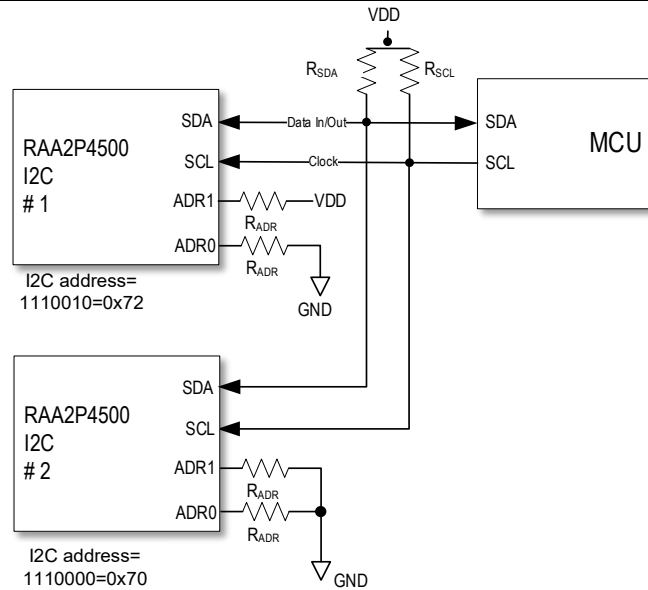 VDD
RSDA
RSCL
RAA2P4500
I2C
# 1
SDA
SCL
ADR1
ADR0
Data In/Out
Clock
SDA
SCL
MCU
RADR
VDD
RADR
GND
I2C address=
1110010=0x72
RAA2P4500
I2C
# 2
SDA
SCL
ADR1
ADR0
RADR
RADR
GND
I2C address=
1110000=0x70